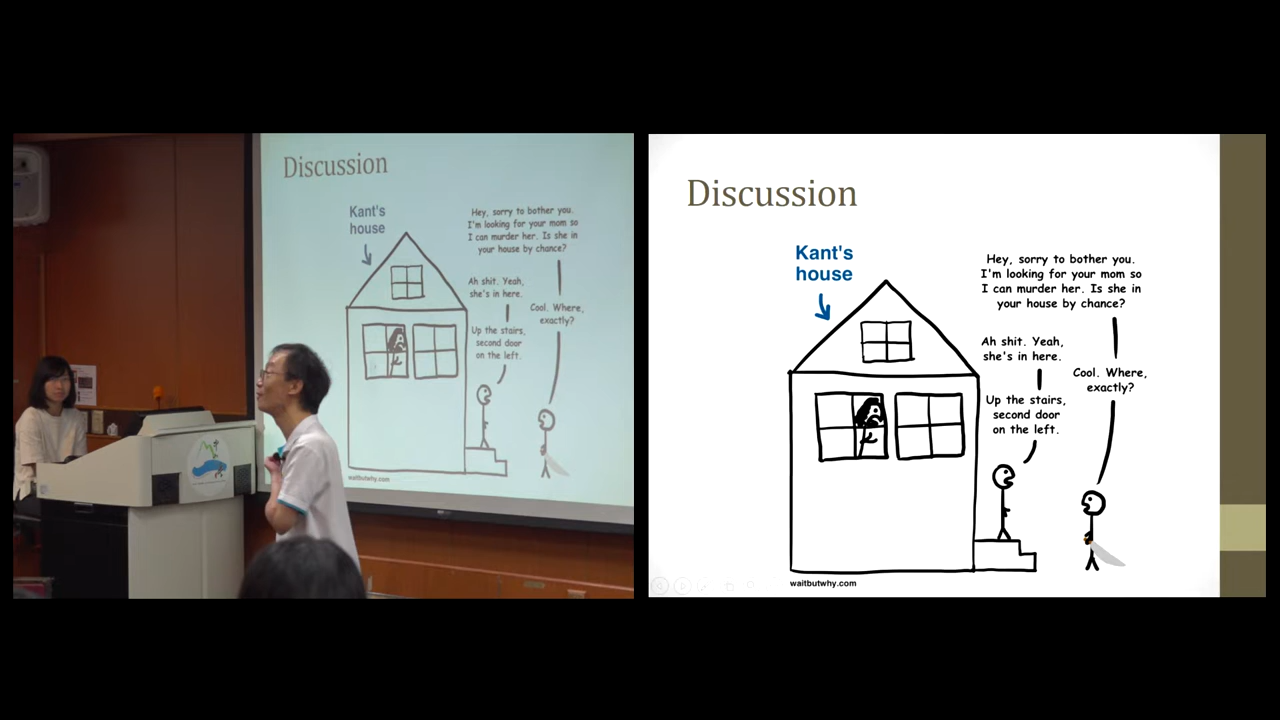 Discussion
Kant's
house
Hey, sorry to bother you.
I'm looking for your mom so
I can murder her. Is she in
your house by chance?
Ah shit. Yeah,
she's in here.
Cool. Where,
exactly?
Up the stairs,
second door
on the left.
waitbutwhy.com
Discussion
Kant's
house
Hey, sorry to bother you.
I'm looking for your mom so
I can murder her. Is she in
your house by chance?
Ah shit. Yeah,
she's in here.
Cool. Where,
exactly?
Up the stairs,
second door
on the left.
waitbutwhy.com